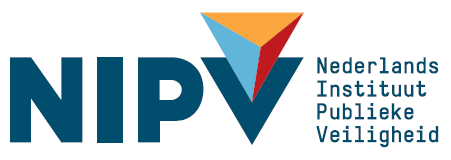 NIPV
Nederlands
Instituut
Publieke
Veiligheid